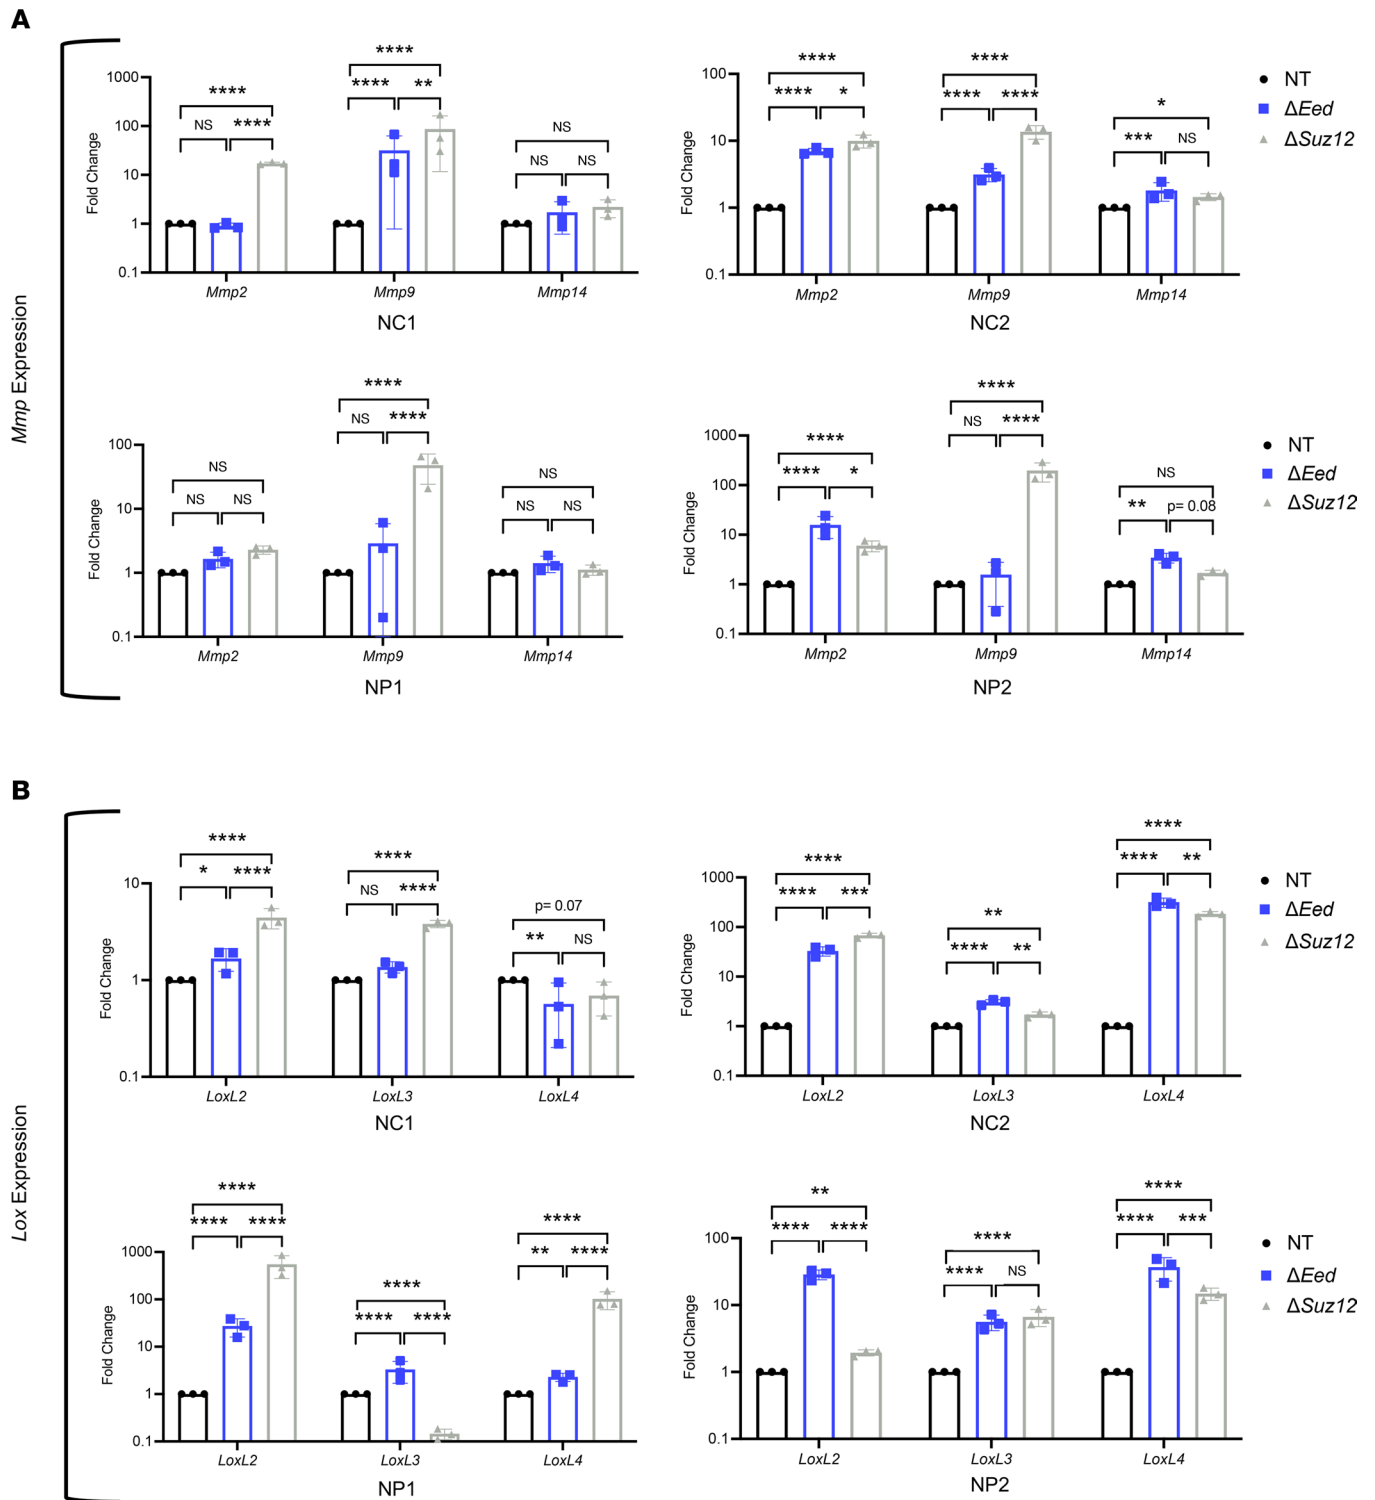 A
Mmp Expression
**** 
NS ****
**** 
**** **
NS
NS NS
Fold Change
1000
100
10
1
0.1
Mmp2 Mmp9 Mmp14
NC1
****
**** *
****
**** ****
*
*** NS
Fold Change
100
10
1
0.1
Mmp2 Mmp9 Mmp14
NC2
NT
ΔEed
ΔSuz12
NS
NS NS
****
NS ****
NS
NS NS
Fold Change
100
10
1
0.1
Mmp2 Mmp9 Mmp14
NP1
****
**** *
****
NS ****
NS
** p= 0.08
Fold Change
1000
100
10
1
0.1
Mmp2 Mmp9 Mmp14
NP2
NT
ΔEed
ΔSuz12
B
Lox Expression
****
* ****
****
NS ****
p= 0.07
** NS
Fold Change
10
1
0.1
LoxL2 LoxL3 LoxL4
NC1
****
**** ***
**
**** **
****
**** **
Fold Change
1000
100
10
1
0.1
LoxL2 LoxL3 LoxL4
NC2
NT
ΔEed
ΔSuz12
****
**** ****
****
**** ****
****
** ****
Fold Change
1000
100
10
1
0.1
LoxL2 LoxL3 LoxL4
NP1
**
**** ****
****
**** NS
****
**** ***
Fold Change
100
10
1
0.1
LoxL2 LoxL3 LoxL4
NP2
NT
ΔEed
ΔSuz12